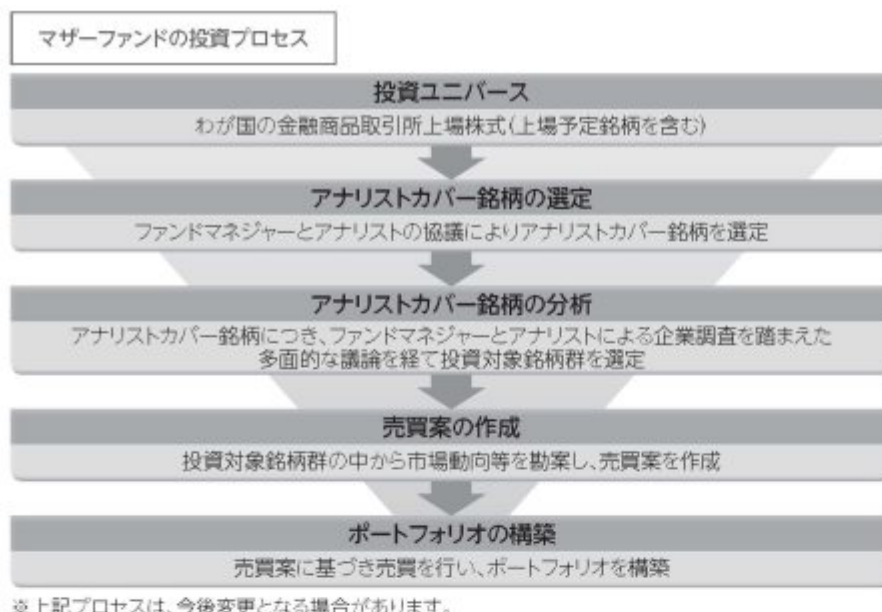 マザーファンドの投資プロセス
投資ユニバース
わが国の金融商品取引所上場株式(上場予定銘柄を含む)
アナリストカバー銘柄の選定
ファンドマネジャーとアナリストの協議によりアナリストカバー銘柄を選定
アナリストカバー銘柄の分析
アナリストカバー銘柄につき、ファンドマネジャーとアナリストによる企業調査を踏まえた
多面的な議論を経て投資対象銘柄群を選定
売買案の作成
投資対象銘柄群の中から市場動向等を勘案し、売買案を作成
ポートフォリオの構築
売買案に基づき売買を行い、ポートフォリオを構築
※上記プロセスは、今後変更となる場合があります。